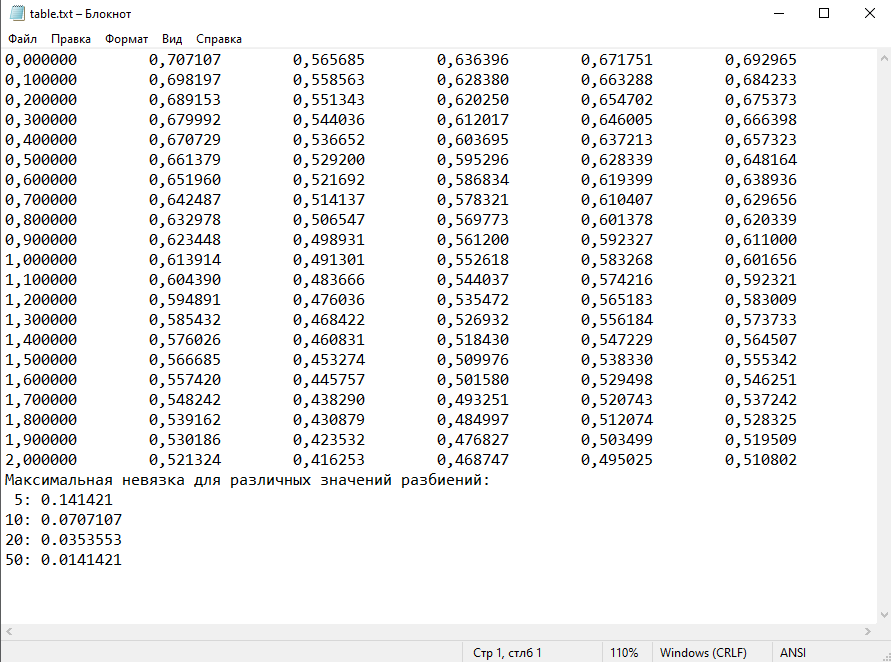 table.txt – Блокнот
Файл Правка Формат Вид Справка
0,000000 0,707107 0,565685 0,636396 0,671751 0,692965
0,100000 0,698197 0,558563 0,628380 0,663288 0,684233
0,200000 0,689153 0,551343 0,620250 0,654702 0,675373
0,300000 0,679992 0,544036 0,612017 0,646005 0,666398
0,400000 0,670729 0,536652 0,603695 0,637213 0,657323
0,500000 0,661379 0,529200 0,595296 0,628339 0,648164
0,600000 0,651960 0,521692 0,586834 0,619399 0,638936
0,700000 0,642487 0,514137 0,578321 0,610407 0,629656
0,800000 0,632978 0,506547 0,569773 0,601378 0,620339
0,900000 0,623448 0,498931 0,561200 0,592327 0,611000
1,000000 0,613914 0,491301 0,552618 0,583268 0,601656
1,100000 0,604390 0,483666 0,544037 0,574216 0,592321
1,200000 0,594891 0,476036 0,535472 0,565183 0,583009
1,300000 0,585432 0,468422 0,526932 0,556184 0,573733
1,400000 0,576026 0,460831 0,518430 0,547229 0,564507
1,500000 0,566685 0,453274 0,509976 0,538330 0,555342
1,600000 0,557420 0,445757 0,501580 0,529498 0,546251
1,700000 0,548242 0,438290 0,493251 0,520743 0,537242
1,800000 0,539162 0,430879 0,484997 0,512074 0,528325
1,900000 0,530186 0,423532 0,476827 0,503499 0,519509
2,000000 0,521324 0,416253 0,468747 0,495025 0,510802
Максимальная невязка для различных значений разбиений:
5: 0.141421
10: 0.0707107
20: 0.0353553
50: 0.0141421
Стр 1, стлб 1 110% Windows (CRLF) ANSI